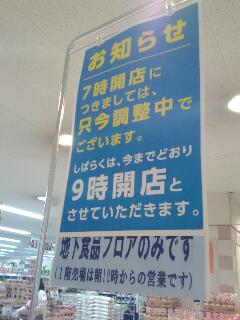 お知らせ
7時開店に
つきましては、
只今調整中で
ございます。
しばらくは、今までどおり
9時開店と
させていただきます。
地下食品フロアのみです
(1階売場は朝10時からの営業です)